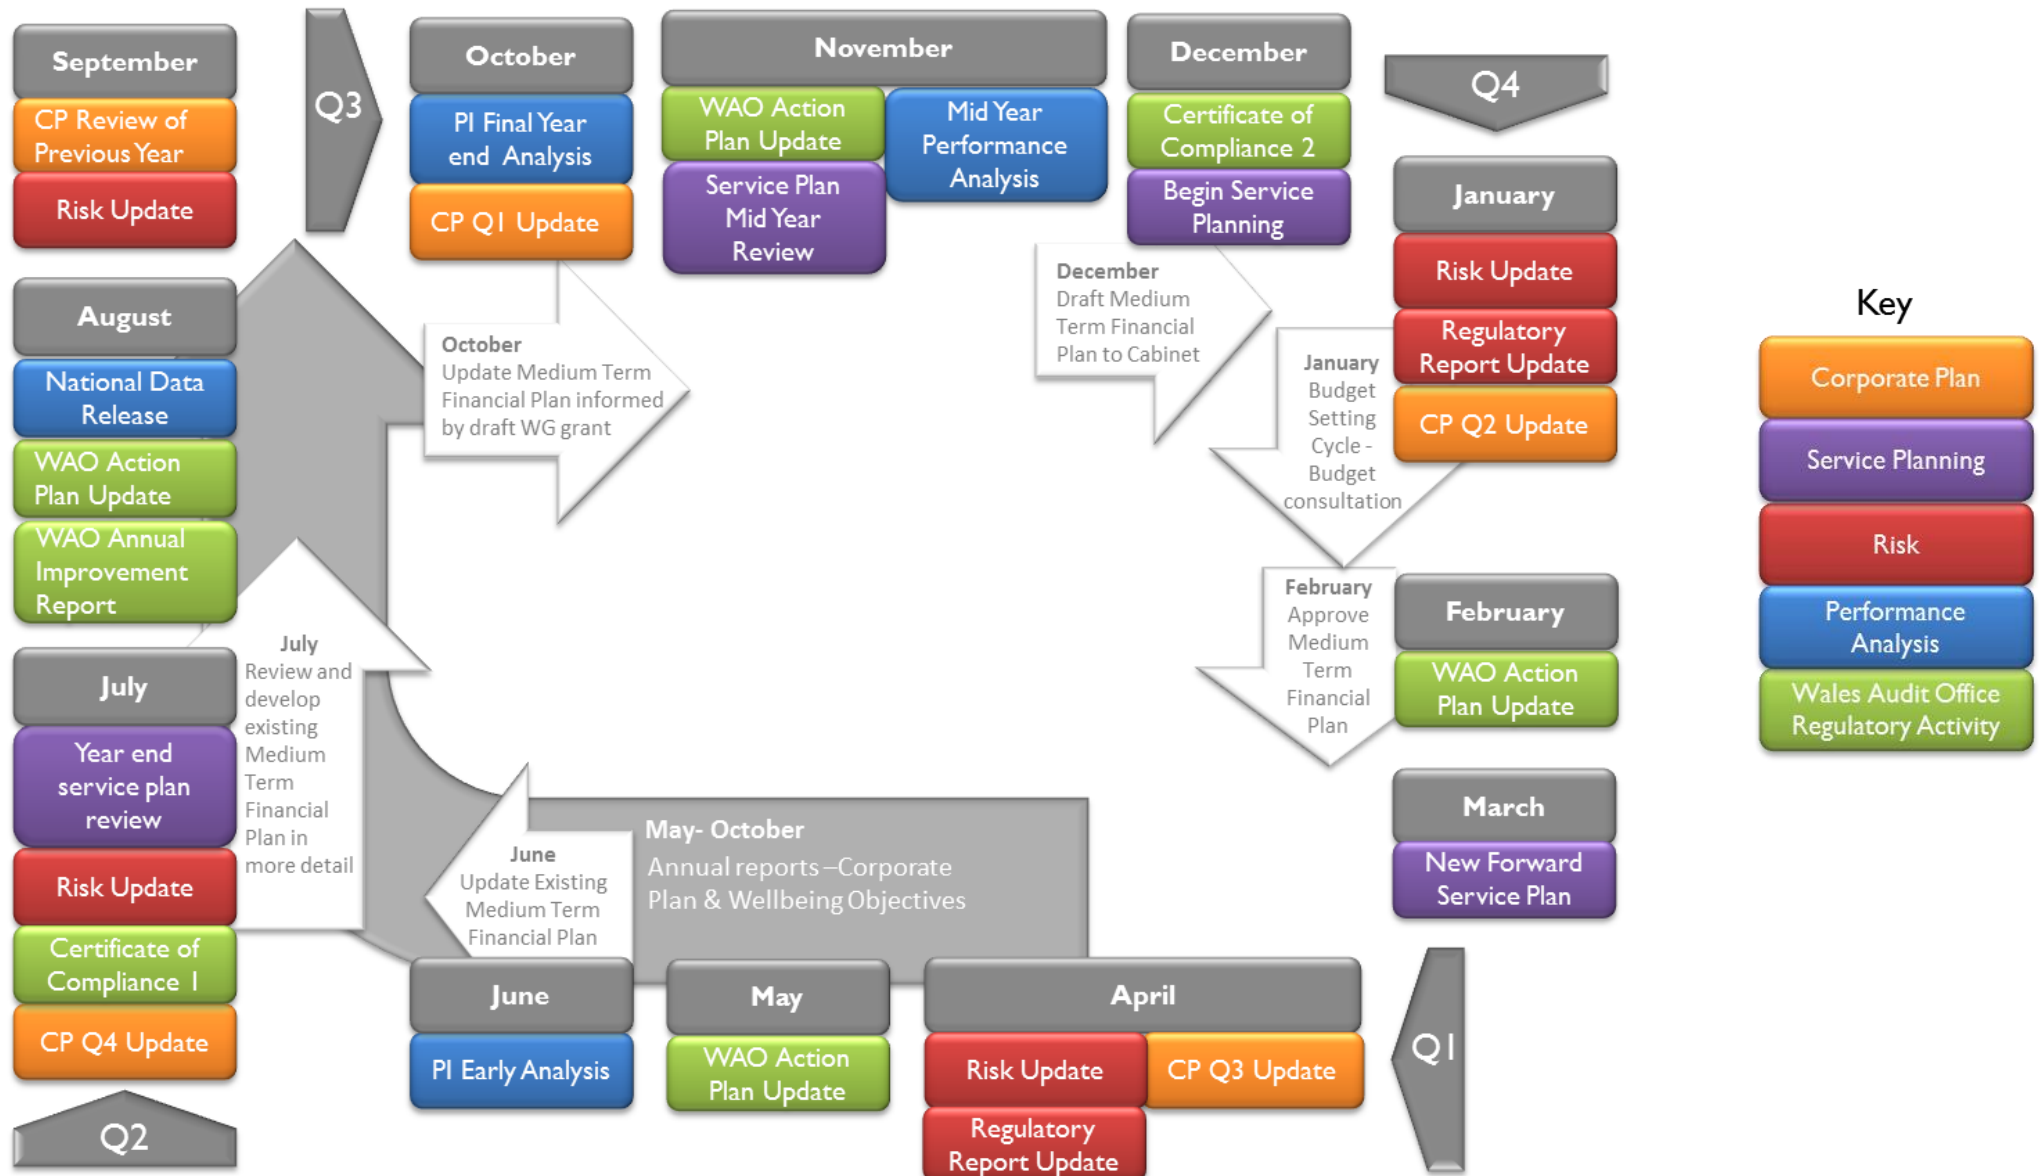 September
CP Review of
Previous Year
Risk Update
Q3
October
PI Final Year
end Analysis
CP Q1 Update
November
WAO Action
Plan Update
Service Plan
Mid Year
Review
Mid Year
Performance
Analysis
December
Certificate of
Compliance 2
Begin Service
Planning
Q4
January
Risk Update
Regulatory
Report Update
CP Q2 Update
August
National Data
Release
WAO Action
Plan Update
WAO Annual
Improvement
Report
October
Update Medium Term
Financial Plan informed
by draft WG grant
December
Draft Medium
Term Financial
Plan to Cabinet
January
Budget
Setting
Cycle -
Budget
consultation
February
Approve
Medium
Term
Financial
Plan
February
WAO Action
Plan Update
March
New Forward
Service Plan
July
Year end
service plan
review
Risk Update
Certificate of
Compliance 1
CP Q4 Update
Q2
July
Review and
develop
existing
Medium
Term
Financial
Plan in
more detail
June
Update Existing
Medium Term
Financial Plan
May- October
Annual reports –Corporate
Plan & Wellbeing Objectives
June
PI Early Analysis
May
WAO Action
Plan Update
April
Risk Update
CP Q3 Update
Regulatory
Report Update
Q1
Key
Corporate Plan
Service Planning
Risk
Performance
Analysis
Wales Audit Office
Regulatory Activity